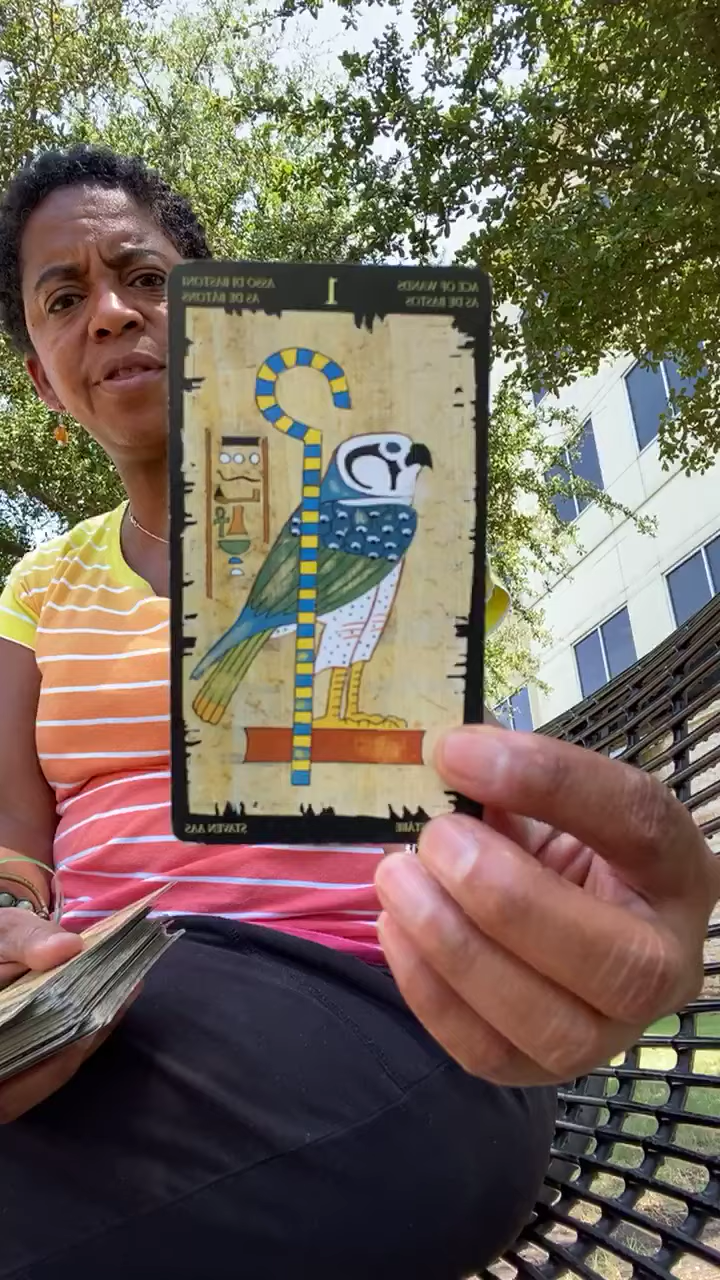 ASSO DI BASTONI
AS DE BÂTONS
1
ACE OF WANDS
AS DE BASTOS
STAVEN AAS